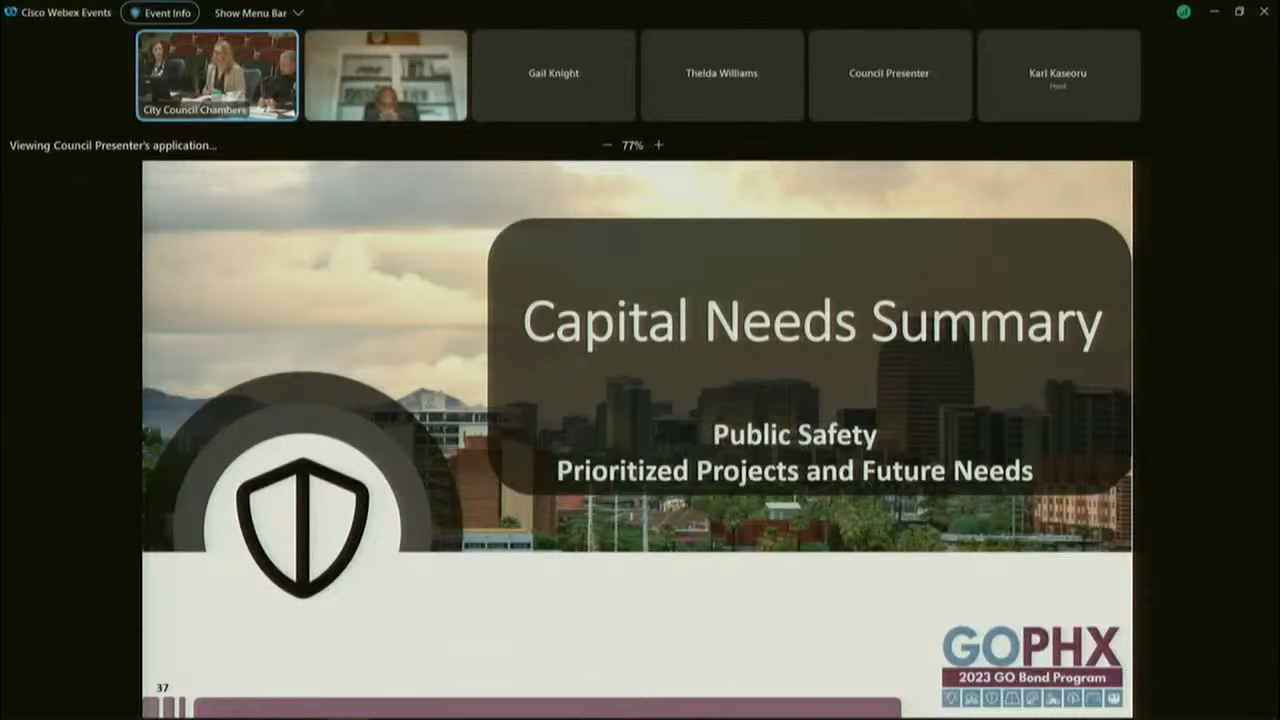 Cisco Webex Events
Event Info
Show Menu Bar
City Council Chambers
Gail Knight
Thelda Williams
Council Presenter
Karl Kaseoru
Host
Viewing Council Presenter's application...
77%
Capital Needs Summary
Public Safety
Prioritized Projects and Future Needs
GOPHX
2023 GO Bond Program
37